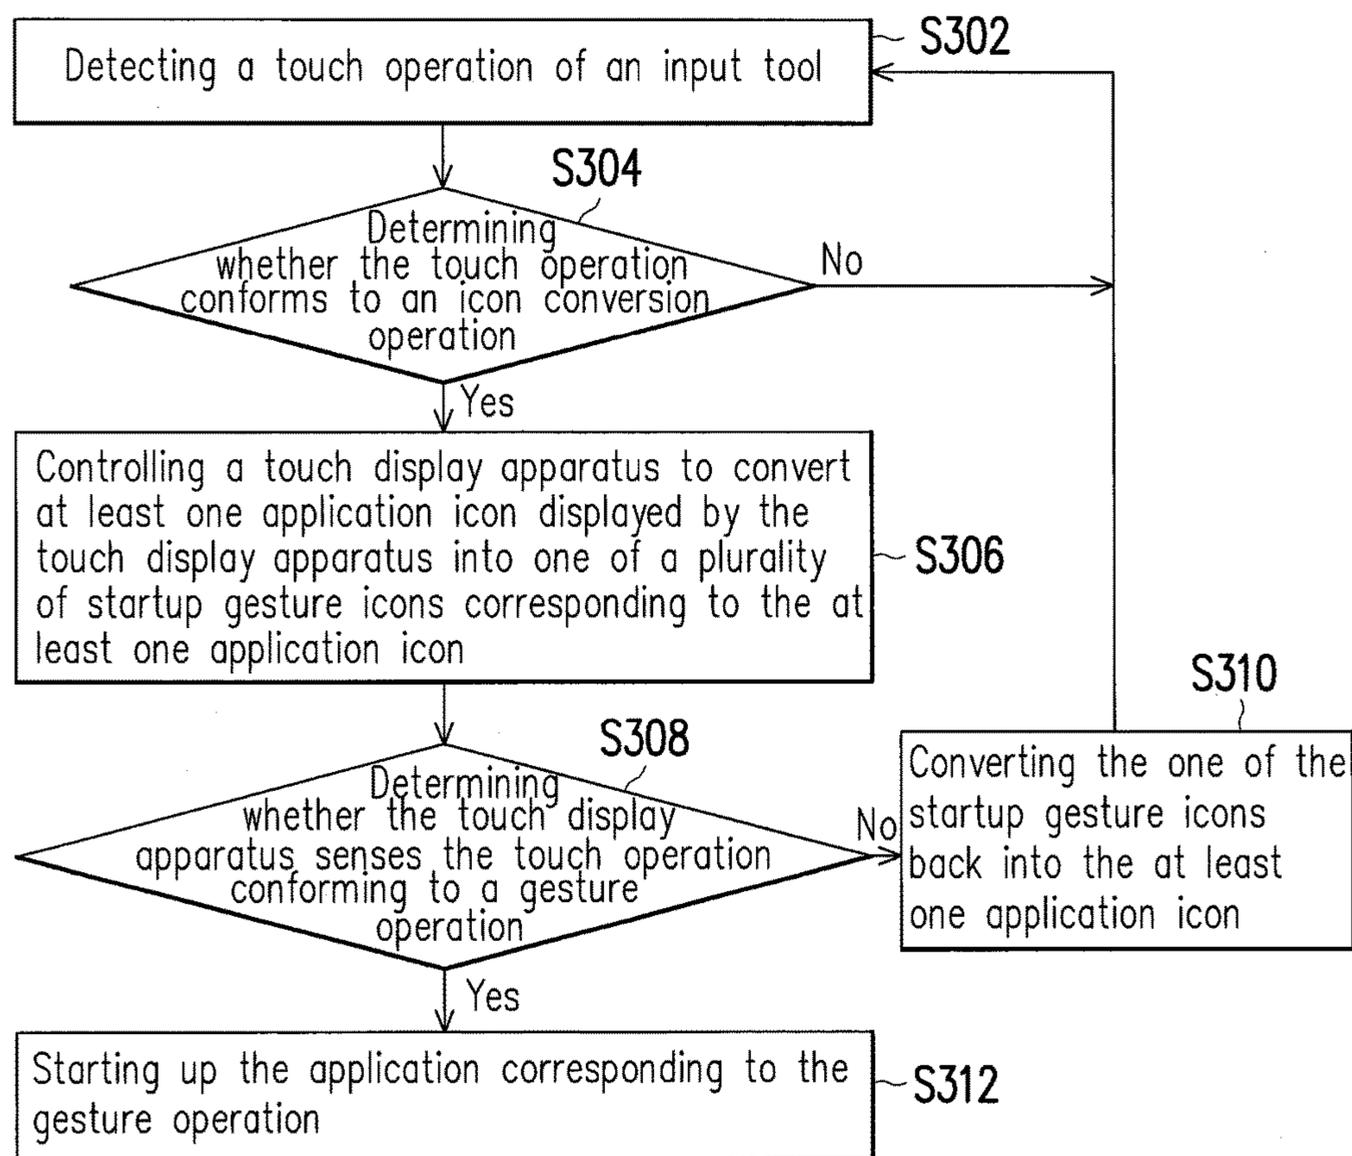 S302
Detecting a touch operation of an input tool
S304
Determining
whether the touch operation
conforms to an icon conversion
operation
No
Yes
Controlling a touch display apparatus to convert
at least one application icon displayed by the
touch display apparatus into one of a plurality
of startup gesture icons corresponding to the at
least one application icon
S306
S308
Determining
whether the touch display
apparatus senses the touch operation
conforming to a gesture
operation
No
S310
Converting the one of the
startup gesture icons
back into the at least
one application icon
Yes
Starting up the application corresponding to the
gesture operation
S312